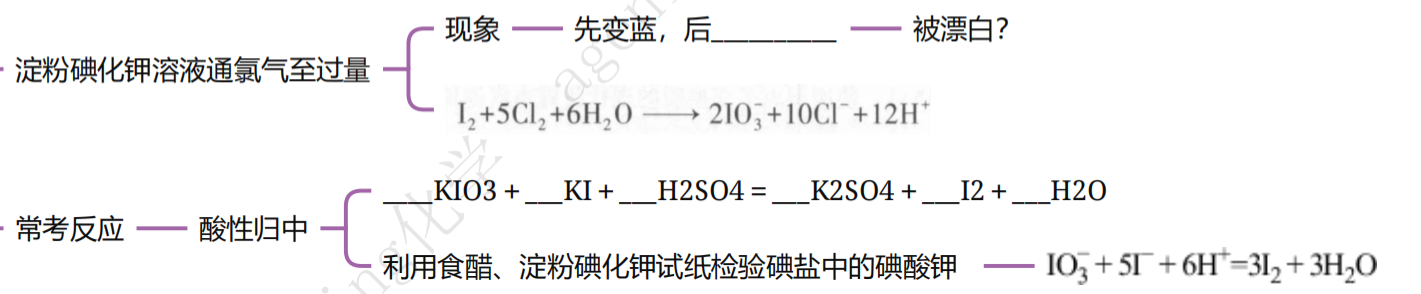 现象 先变蓝，后__________ 被漂白？
淀粉碘化钾溶液通氯气至过量
I₂+5Cl₂+6H₂O ⟶ 2IO₃⁻+10Cl⁻+12H⁺
____KIO3 + ___KI + ___H2SO4 = ___K2SO4 + ___I2 + ___H2O
常考反应 酸性归中
利用食醋、淀粉碘化钾试纸检验碘盐中的碘酸钾 IO₃⁻+5I⁻+6H⁺=3I₂+3H₂O